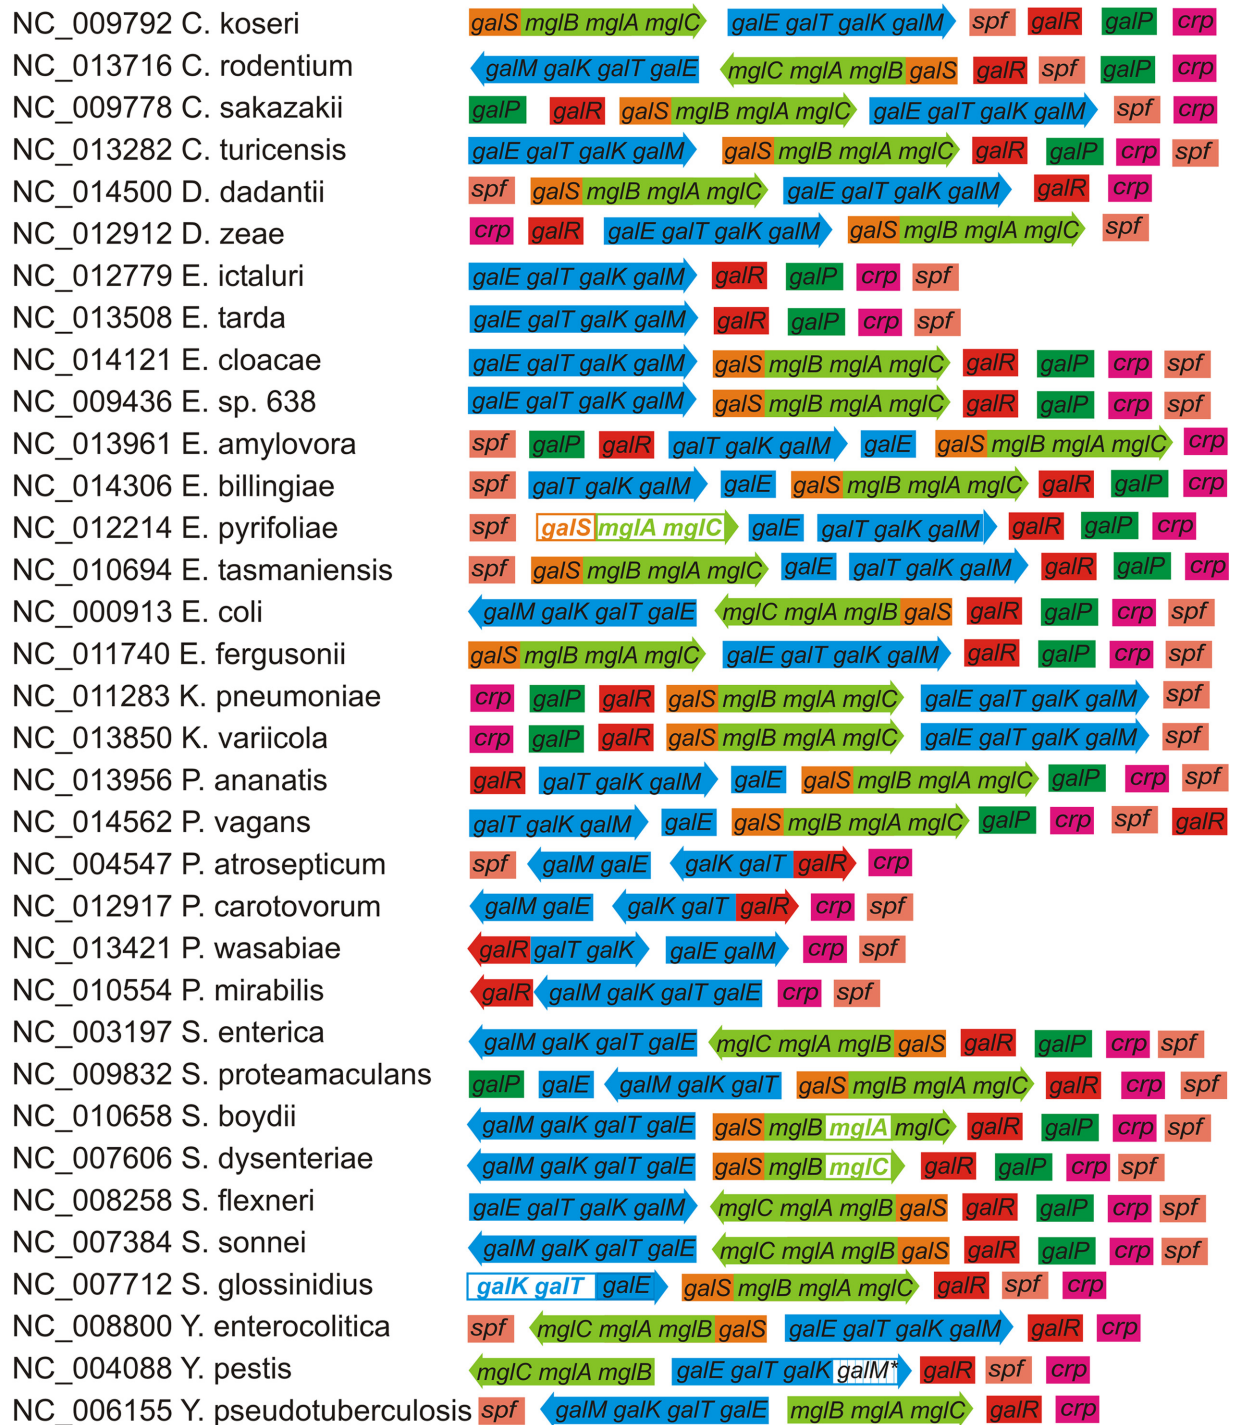 NC_009792 C. koseri galS mglB mglA mglC galE galT galK galM spf galR galP crp
NC_013716 C. rodentium galM galK galT galE mglC mglA mglB galS galR spf galP crp
NC_009778 C. sakazakii galP galR galS mglB mglA mglC galE galT galK galM spf crp
NC_013282 C. turicensis galE galT galK galM galS mglB mglA mglC galR galP crp spf
NC_014500 D. dadantii spf galS mglB mglA mglC galE galT galK galM galR crp
NC_012912 D. zeae crp galR galE galT galK galM galS mglB mglA mglC spf
NC_012779 E. ictaluri galE galT galK galM galR galP crp spf
NC_013508 E. tarda galE galT galK galM galR galP crp spf
NC_014121 E. cloacae galE galT galK galM galS mglB mglA mglC galR galP crp spf
NC_009436 E. sp. 638 galE galT galK galM galS mglB mglA mglC galR galP crp spf
NC_013961 E. amylovora spf galP galR galT galK galM galE galS mglB mglA mglC crp
NC_014306 E. billingiae spf galT galK galM galE galS mglB mglA mglC galR galP crp
NC_012214 E. pyrifoliae spf galS mglA mglC galE galT galK galM galR galP crp
NC_010694 E. tasmaniensis spf galS mglB mglA mglC galE galT galK galM galR galP crp
NC_000913 E. coli galM galK galT galE mglC mglA mglB galS galR galP crp spf
NC_011740 E. fergusonii galS mglB mglA mglC galE galT galK galM galR galP crp spf
NC_011283 K. pneumoniae crp galP galR galS mglB mglA mglC galE galT galK galM spf
NC_013850 K. variicola crp galP galR galS mglB mglA mglC galE galT galK galM spf
NC_013956 P. ananatis galR galT galK galM galE galS mglB mglA mglC galP crp spf
NC_014562 P. vagans galT galK galM galE galS mglB mglA mglC galP crp spf galR
NC_004547 P. atrosepticum spf galM galE galK galT galR crp
NC_012917 P. carotovorum galM galE galK galT galR crp spf
NC_013421 P. wasabiae galR galT galK galE galM crp spf
NC_010554 P. mirabilis galR galM galK galT galE crp spf
NC_003197 S. enterica galM galK galT galE mglC mglA mglB galS galR galP crp spf
NC_009832 S. proteamaculans galP galE galM galK galT galS mglB mglA mglC galR crp spf
NC_010658 S. boydii galM galK galT galE galS mglB mglA mglC galR galP crp spf
NC_007606 S. dysenteriae galM galK galT galE galS mglB mglC galR galP crp spf
NC_008258 S. flexneri galE galT galK galM mglC mglA mglB galS galR galP crp spf
NC_007384 S. sonnei galM galK galT galE mglC mglA mglB galS galR galP crp spf
NC_007712 S. glossinidius galK galT galE galS mglB mglA mglC galR spf crp
NC_008800 Y. enterocolitica spf mglC mglA mglB galS galE galT galK galM galR crp
NC_004088 Y. pestis mglC mglA mglB galE galT galK galM* galR spf crp
NC_006155 Y. pseudotuberculosis spf galM galK galT galE mglB mglA mglC galR crp